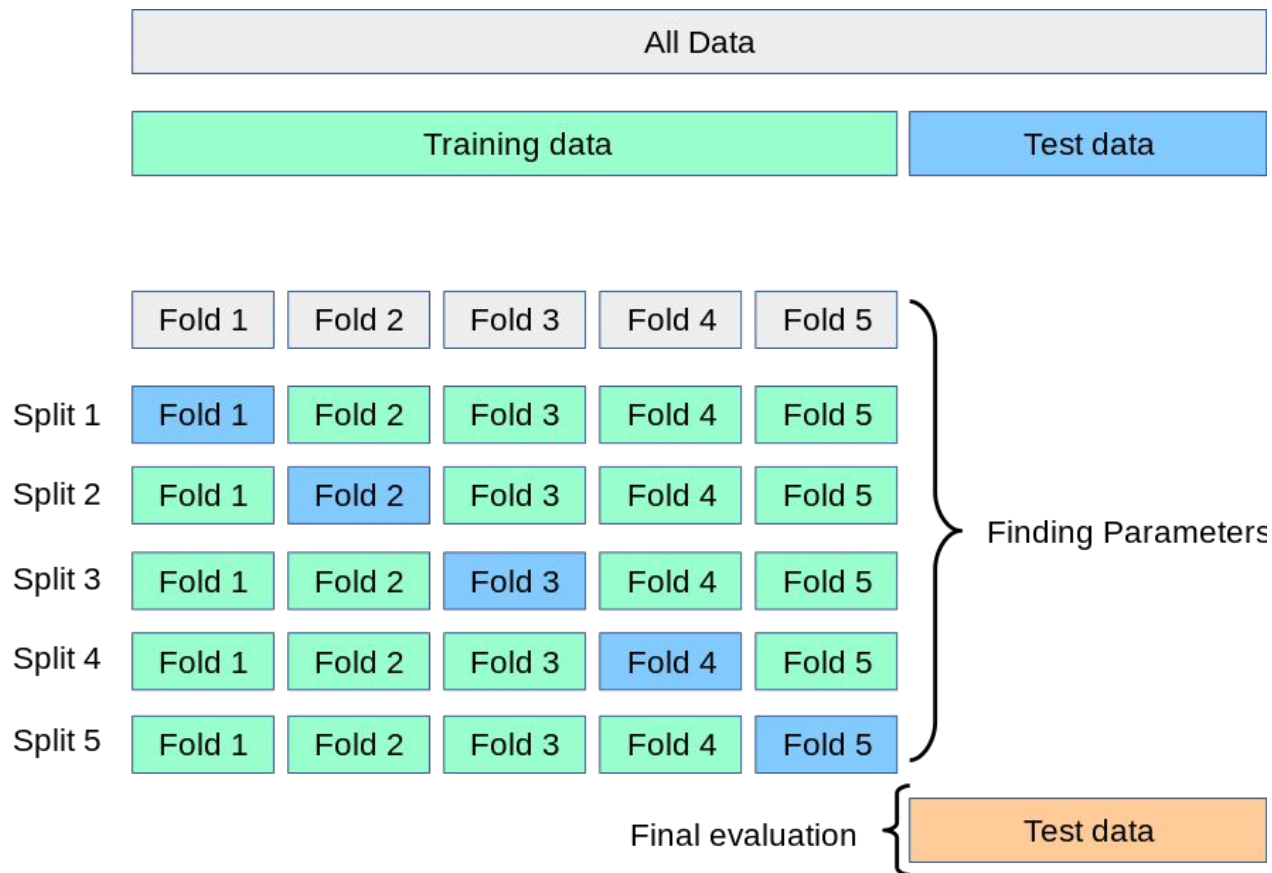 All Data
Training data Test data
Fold 1 Fold 2 Fold 3 Fold 4 Fold 5
Split 1 Fold 1 Fold 2 Fold 3 Fold 4 Fold 5
Split 2 Fold 1 Fold 2 Fold 3 Fold 4 Fold 5
Finding Parameters
Split 3 Fold 1 Fold 2 Fold 3 Fold 4 Fold 5
Split 4 Fold 1 Fold 2 Fold 3 Fold 4 Fold 5
Split 5 Fold 1 Fold 2 Fold 3 Fold 4 Fold 5
Final evaluation Test data